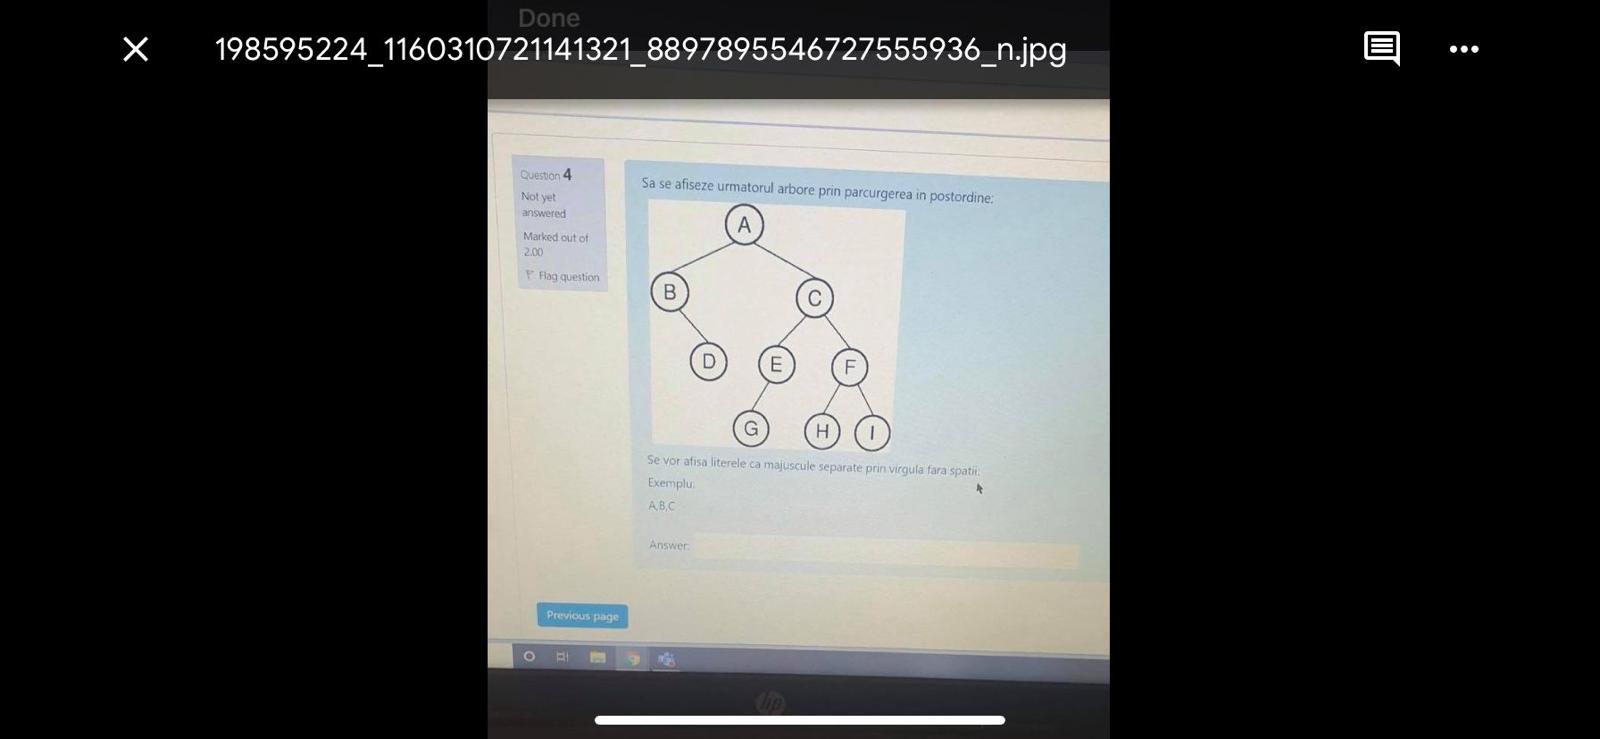 Done
198595224_1160310721141321_8897895546727555936_n.jpg
Question 4
Not yet
answered
Marked out of
2.00
Flag question
Sa se afiseze urmatorul arbore prin parcurgerea in postordine:
A
B
C
D
E
F
G
H
I
Se vor afisa literele ca majuscule separate prin virgula fara spatii.
Exemplu:
A,B,C
Answer:
Previous page
hp